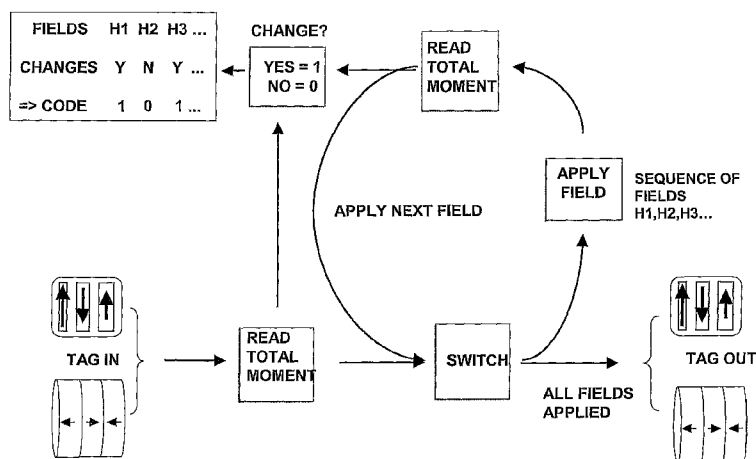 FIELDS H1 H2 H3 ...
CHANGES Y N Y ...
=> CODE 1 0 1 ...
CHANGE?
YES = 1
NO = 0
READ
TOTAL
MOMENT
APPLY
FIELD
SEQUENCE OF
FIELDS
H1,H2,H3...
APPLY NEXT FIELD
TAG IN
READ
TOTAL
MOMENT
SWITCH
ALL FIELDS
APPLIED
TAG OUT